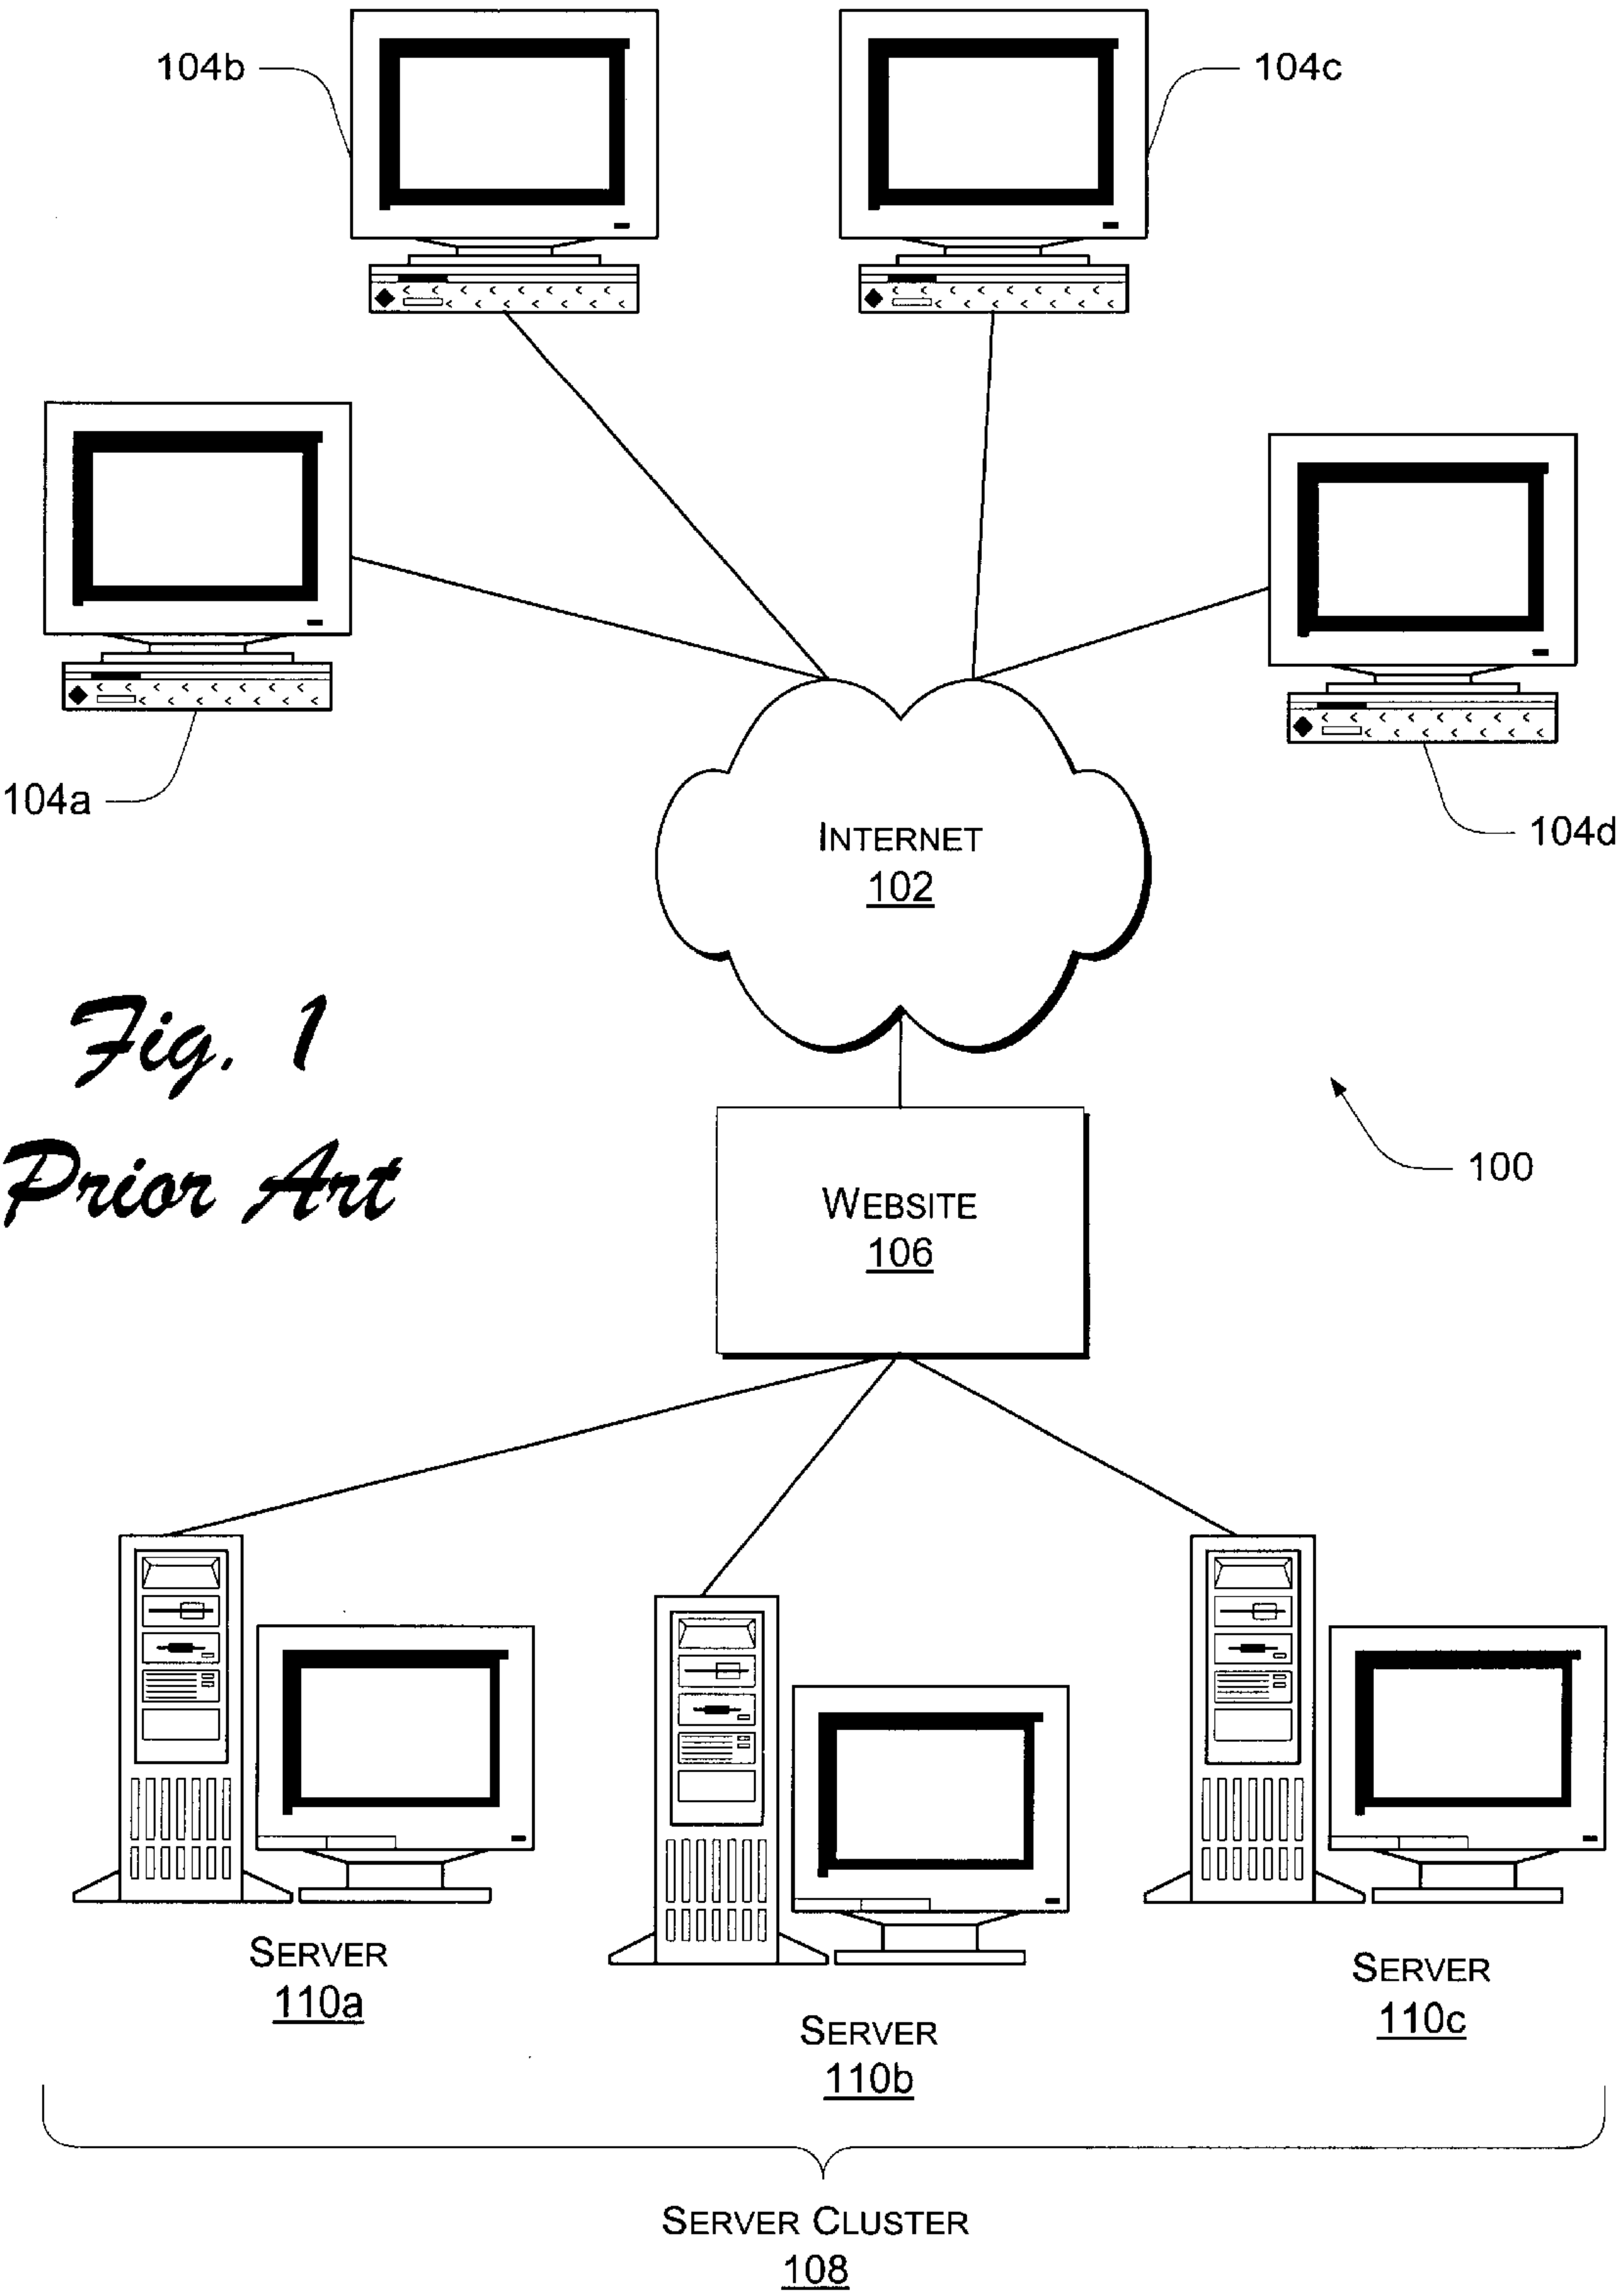 104b
104c
104a
104d
INTERNET
102
Fig. 1
Prior Art
100
WEBSITE
106
SERVER
110a
SERVER
110b
SERVER
110c
SERVER CLUSTER
108